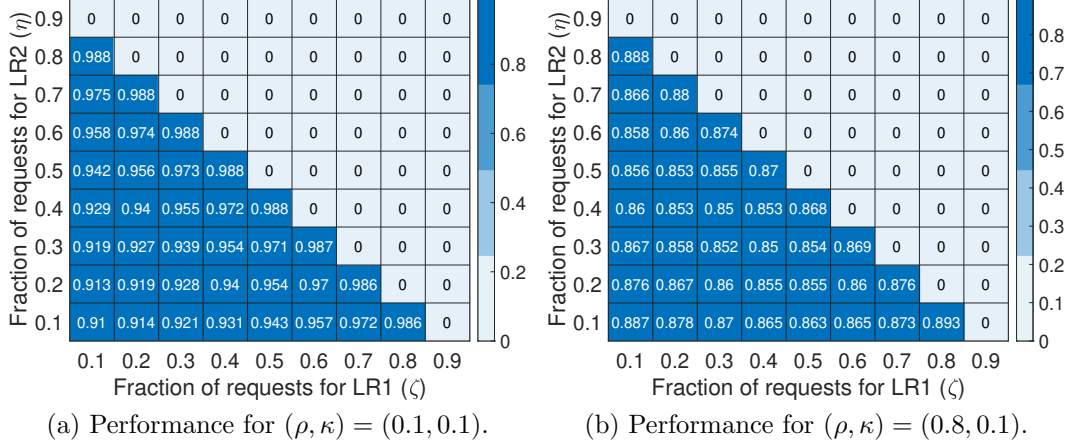 Fraction of requests for LR2 (η)
0.9 0 0 0 0 0 0 0 0 0
0.8 0.988 0 0 0 0 0 0 0 0
0.7 0.975 0.988 0 0 0 0 0 0 0
0.6 0.958 0.974 0.988 0 0 0 0 0 0
0.5 0.942 0.956 0.973 0.988 0 0 0 0 0
0.4 0.929 0.94 0.955 0.972 0.988 0 0 0 0
0.3 0.919 0.927 0.939 0.954 0.971 0.987 0 0 0
0.2 0.913 0.919 0.928 0.94 0.954 0.97 0.986 0 0
0.1 0.91 0.914 0.921 0.931 0.943 0.957 0.972 0.986 0
0.1 0.2 0.3 0.4 0.5 0.6 0.7 0.8 0.9
Fraction of requests for LR1 (ζ)
0.8
0.6
0.4
0.2
0
(a) Performance for (ρ, κ) = (0.1, 0.1).
Fraction of requests for LR2 (η)
0.9 0 0 0 0 0 0 0 0 0
0.8 0.888 0 0 0 0 0 0 0 0
0.7 0.866 0.88 0 0 0 0 0 0 0
0.6 0.858 0.86 0.874 0 0 0 0 0 0
0.5 0.856 0.853 0.855 0.87 0 0 0 0 0
0.4 0.86 0.853 0.85 0.853 0.868 0 0 0 0
0.3 0.867 0.858 0.852 0.85 0.854 0.869 0 0 0
0.2 0.876 0.867 0.86 0.855 0.855 0.86 0.876 0 0
0.1 0.887 0.878 0.87 0.865 0.863 0.865 0.873 0.893 0
0.1 0.2 0.3 0.4 0.5 0.6 0.7 0.8 0.9
Fraction of requests for LR1 (ζ)
0.8
0.7
0.6
0.5
0.4
0.3
0.2
0.1
0
(b) Performance for (ρ, κ) = (0.8, 0.1).